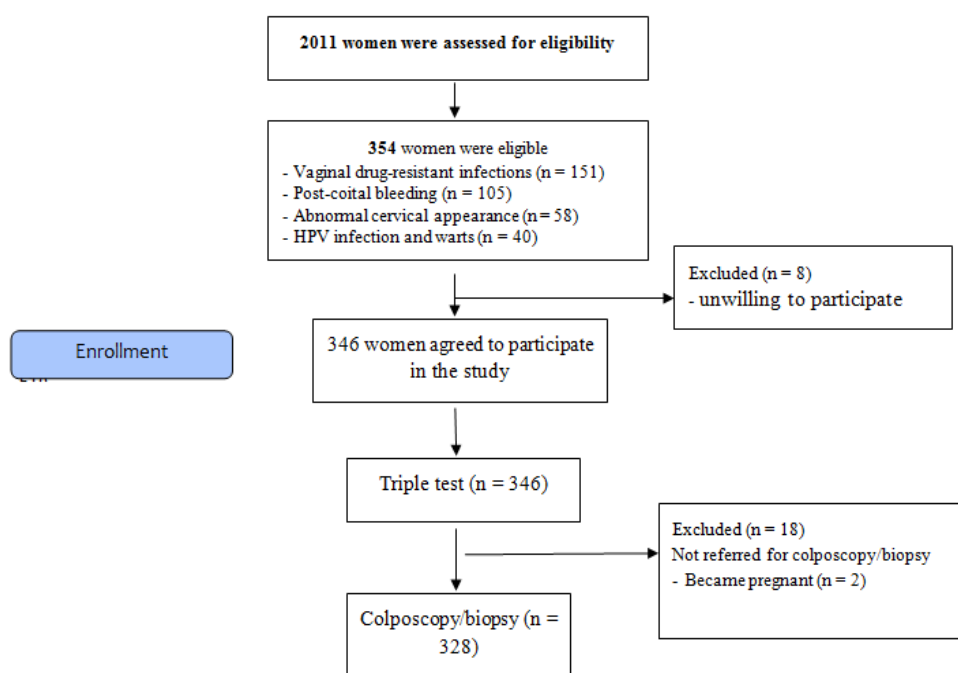 2011 women were assessed for eligibility
354 women were eligible
- Vaginal drug-resistant infections (n = 151)
- Post-coital bleeding (n = 105)
- Abnormal cervical appearance (n = 58)
- HPV infection and warts (n = 40)
Excluded (n = 8)
- unwilling to participate
Enrollment
346 women agreed to participate
in the study
Triple test (n = 346)
Excluded (n = 18)
Not referred for colposcopy/biopsy
- Became pregnant (n = 2)
Colposcopy/biopsy (n =
328)